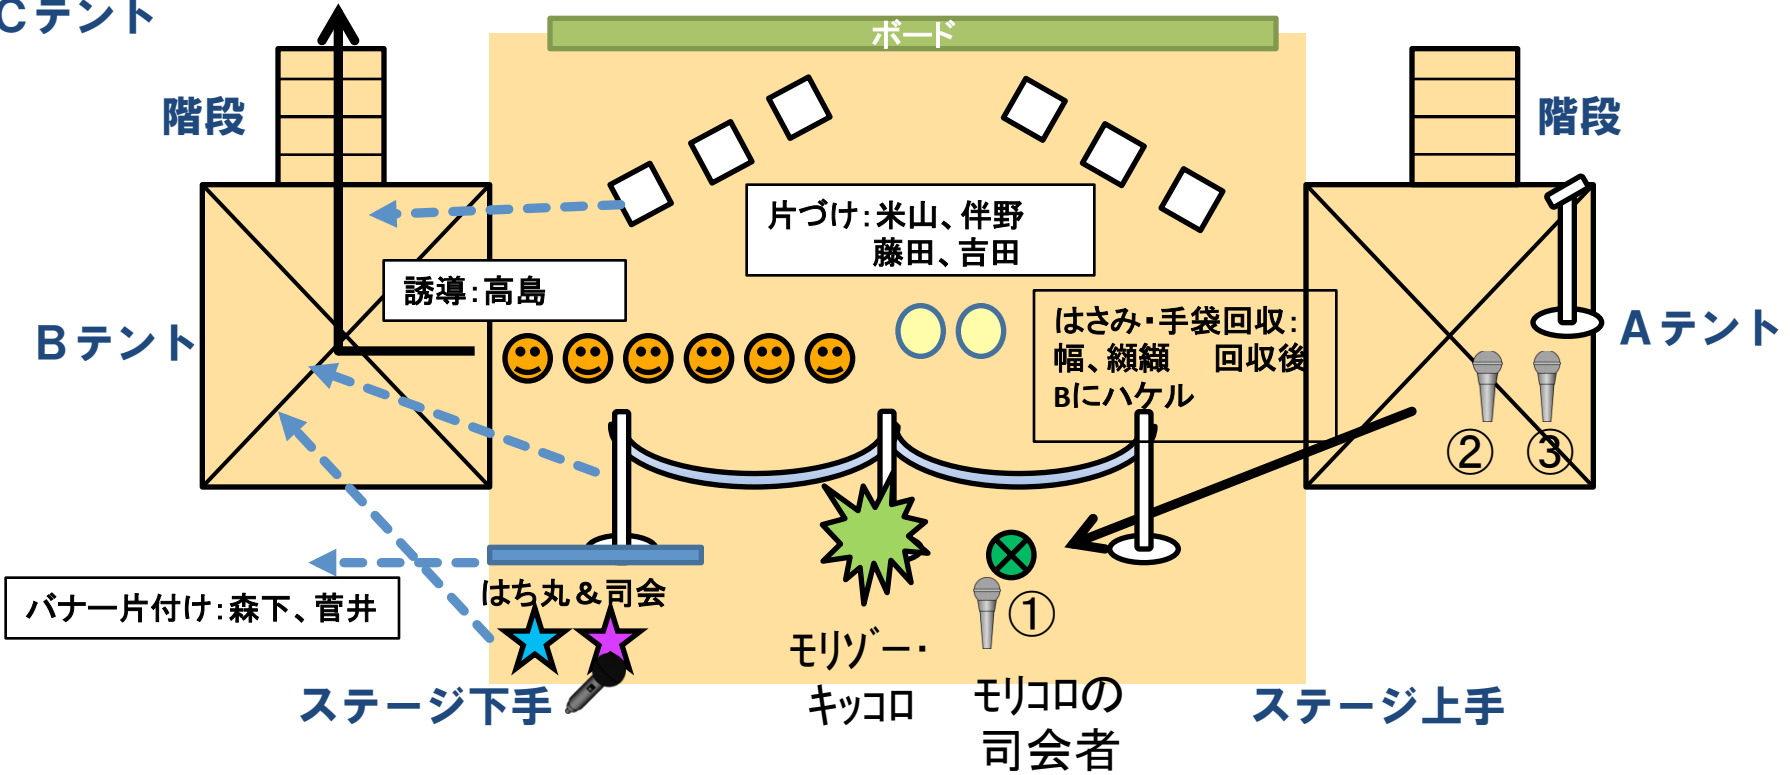 Cテント
ボード
階段
階段
片づけ：米山、伴野
藤田、吉田
誘導：高島
はさみ・手袋回収：
幅、纐纈　回収後
Bにハケル
Bテント
Aテント
②
③
はち丸＆司会
バナー片付け：森下、菅井
①
モリゾー・
キッコロ
モリコロの
司会者
ステージ下手
ステージ上手